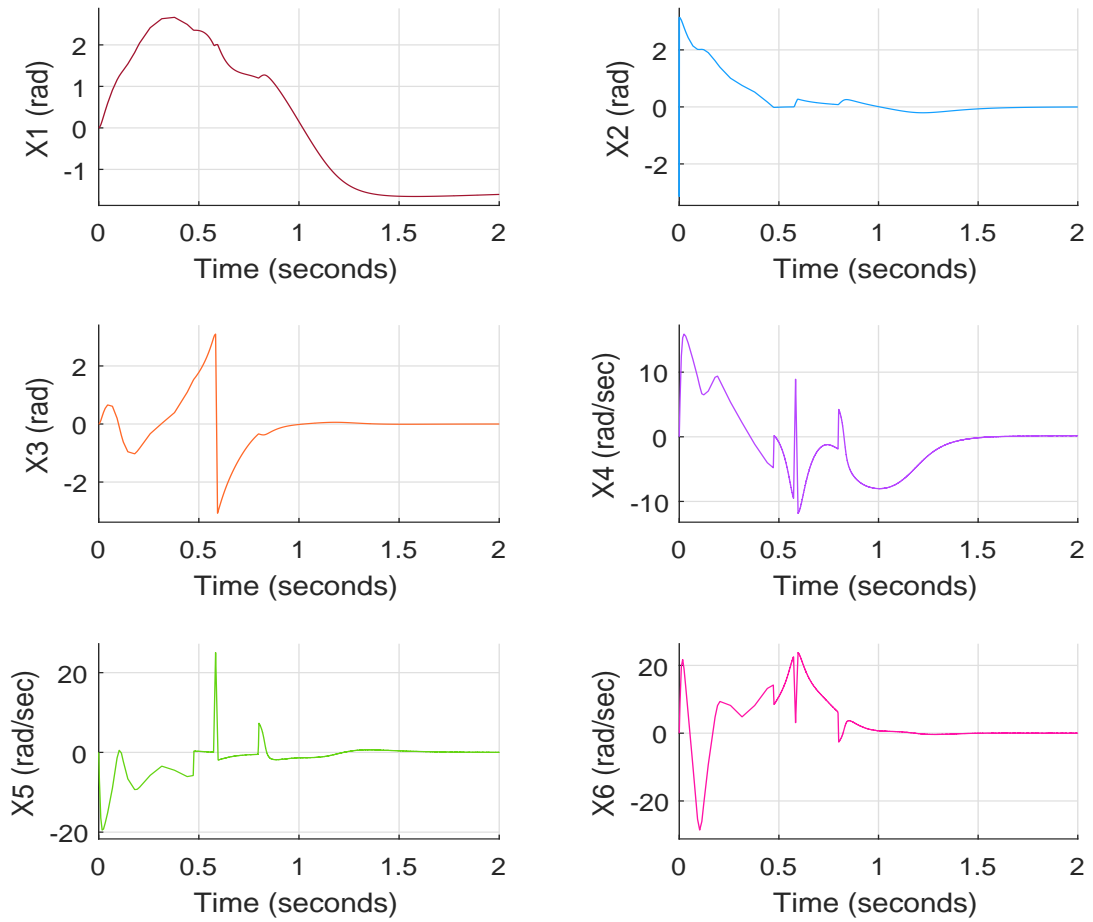 X1 (rad)
2
1
0
-1
0 0.5 1 1.5 2
Time (seconds)
X2 (rad)
2
0
-2
0 0.5 1 1.5 2
Time (seconds)
X3 (rad)
2
0
-2
0 0.5 1 1.5 2
Time (seconds)
X4 (rad/sec)
10
0
-10
0 0.5 1 1.5 2
Time (seconds)
X5 (rad/sec)
20
0
-20
0 0.5 1 1.5 2
Time (seconds)
X6 (rad/sec)
20
0
-20
0 0.5 1 1.5 2
Time (seconds)